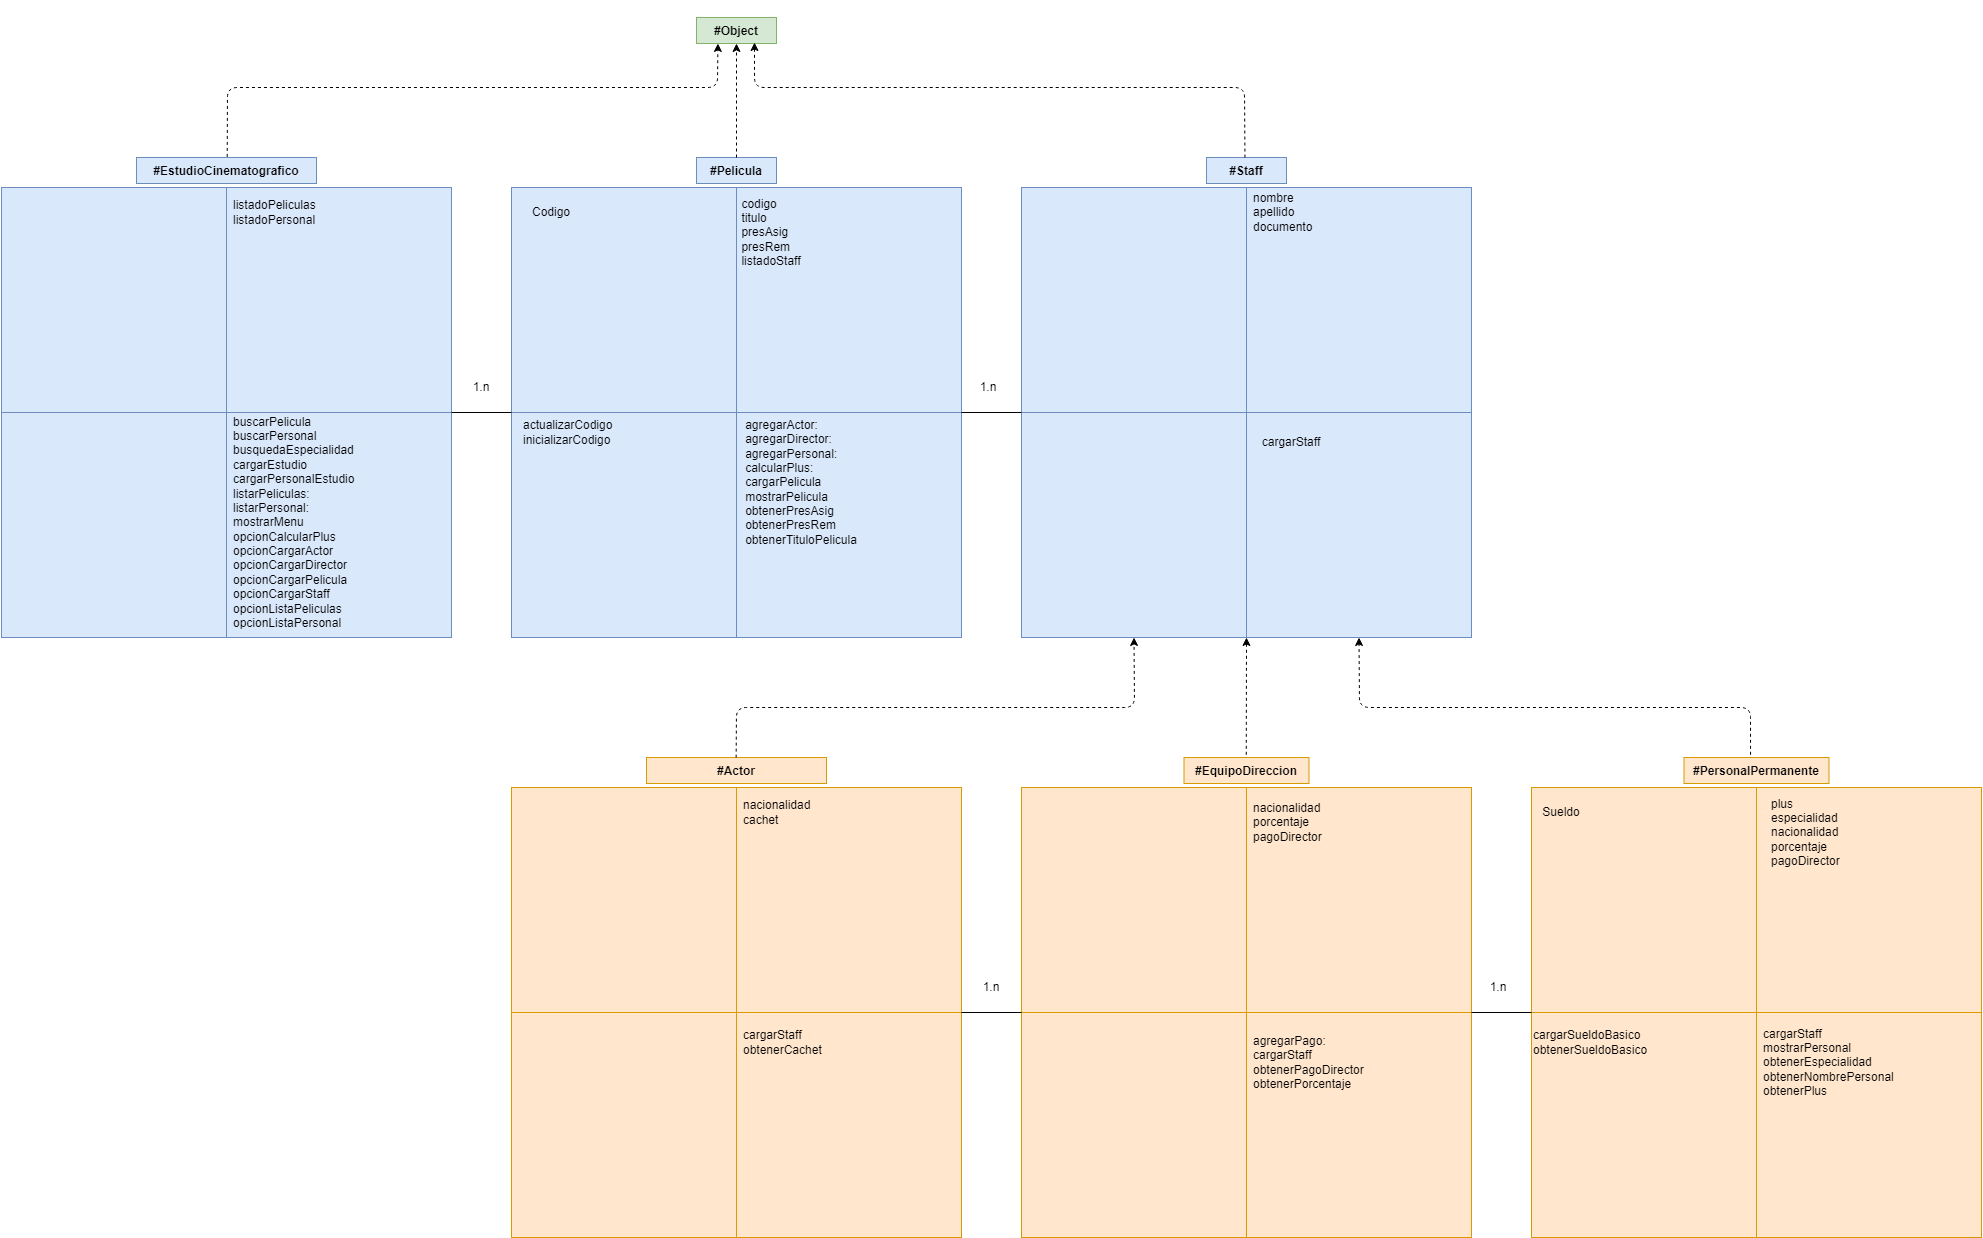 #Object
#EstudioCinematografico
listadoPeliculas
listadoPersonal
buscarPelicula
buscarPersonal
busquedaEspecialidad
cargarEstudio
cargarPersonalEstudio
listarPeliculas:
listarPersonal:
mostrarMenu
opcionCalcularPlus
opcionCargarActor
opcionCargarDirector
opcionCargarPelicula
opcionCargarStaff
opcionListaPeliculas
opcionListaPersonal
1.n
#Pelicula
Codigo
codigo
titulo
presAsig
presRem
listadoStaff
actualizarCodigo
inicializarCodigo
agregarActor:
agregarDirector:
agregarPersonal:
calcularPlus:
cargarPelicula
mostrarPelicula
obtenerPresAsig
obtenerPresRem
obtenerTituloPelicula
1.n
#Staff
nombre
apellido
documento
cargarStaff
#Actor
nacionalidad
cachet
cargarStaff
obtenerCachet
1.n
#EquipoDireccion
nacionalidad
porcentaje
pagoDirector
agregarPago:
cargarStaff
obtenerPagoDirector
obtenerPorcentaje
1.n
#PersonalPermanente
Sueldo
plus
especialidad
nacionalidad
porcentaje
pagoDirector
cargarSueldoBasico
obtenerSueldoBasico
cargarStaff
mostrarPersonal
obtenerEspecialidad
obtenerNombrePersonal
obtenerPlus